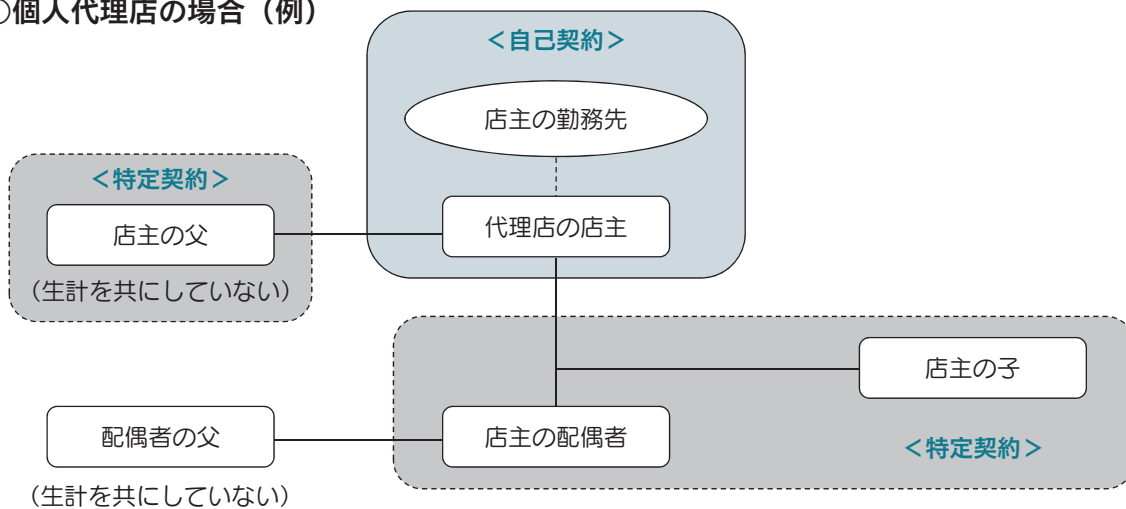 ○個人代理店の場合（例）
＜自己契約＞
店主の勤務先
＜特定契約＞
店主の父
代理店の店主
（生計を共にしていない）
店主の子
配偶者の父
店主の配偶者
＜特定契約＞
（生計を共にしていない）